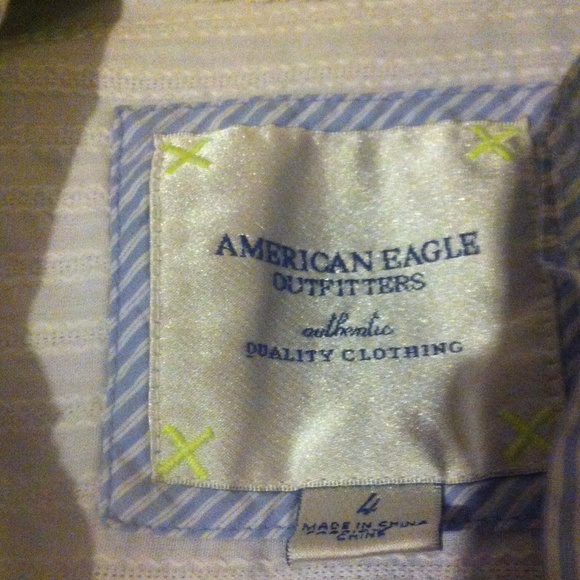 AMERICAN EAGLE
OUTFITTERS
authentic
QUALITY CLOTHING
4
MADE IN CHINA
CHINE